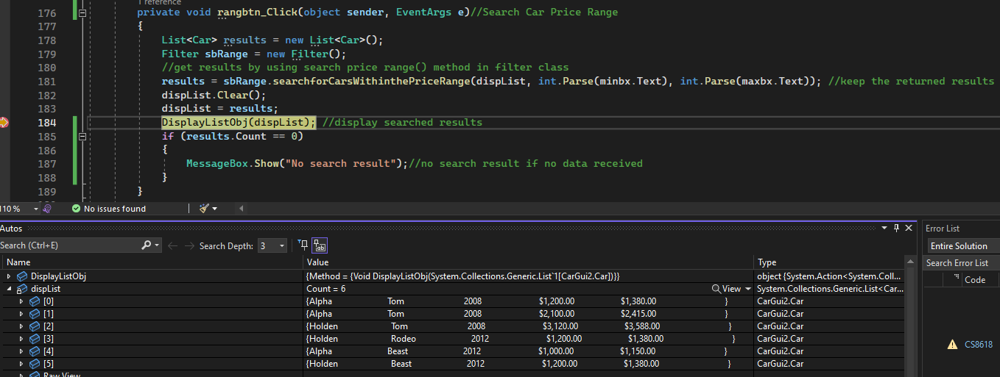 1 reference
176 private void rangbtn_Click(object sender, EventArgs e)//Search Car Price Range
177 {
178 List<Car> results = new List<Car>();
179 Filter sbRange = new Filter();
180 //get results by using search price range() method in filter class
181 results = sbRange.searchforCarsWithinthePriceRange(dispList, int.Parse(minbx.Text), int.Parse(maxbx.Text)); //keep the returned results
182 dispList.Clear();
183 dispList = results;
184 DisplayListObj(dispList); //display searched results
185 if (results.Count == 0)
186 {
187 MessageBox.Show("No search result");//no search result if no data received
188 }
189 }
110 % No issues found
Autos
Error List
Search (Ctrl+E) Search Depth: 3
Entire Solution
Name Value Type
Search Error List
DisplayListObj {Method = {Void DisplayListObj(System.Collections.Generic.List`1[CarGui2.Car])}} object {System.Action<System.Coll...
Code
dispList Count = 6 View System.Collections.Generic.List<Car...
[0] {Alpha Tom 2008 $1,200.00 $1,380.00 } CarGui2.Car
[1] {Alpha Tom 2008 $2,100.00 $2,415.00 } CarGui2.Car
[2] {Holden Tom 2008 $3,120.00 $3,588.00 } CarGui2.Car
[3] {Holden Rodeo 2012 $1,200.00 $1,380.00 } CarGui2.Car
[4] {Alpha Beast 2012 $1,000.00 $1,150.00 } CarGui2.Car
CS8618
[5] {Holden Beast 2012 $1,200.00 $1,380.00 } CarGui2.Car
Raw View